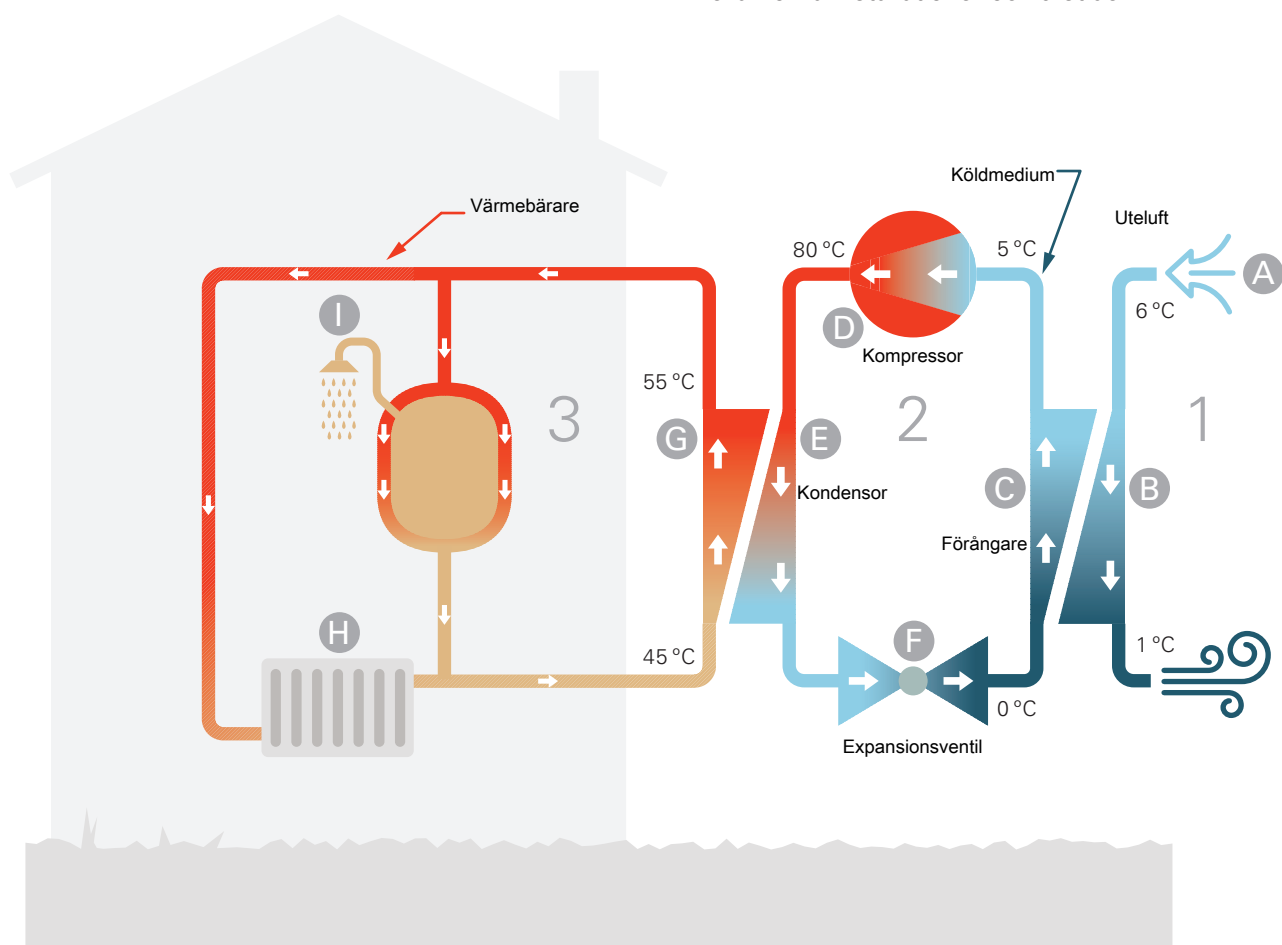 Värmebärare
Köldmedium
Uteluft
80 °C
5 °C
A
6 °C
I
D
Kompressor
55 °C
3
2
1
G
E
Kondensor
C
B
Förångare
H
F
45 °C
1 °C
0 °C
Expansionsventil